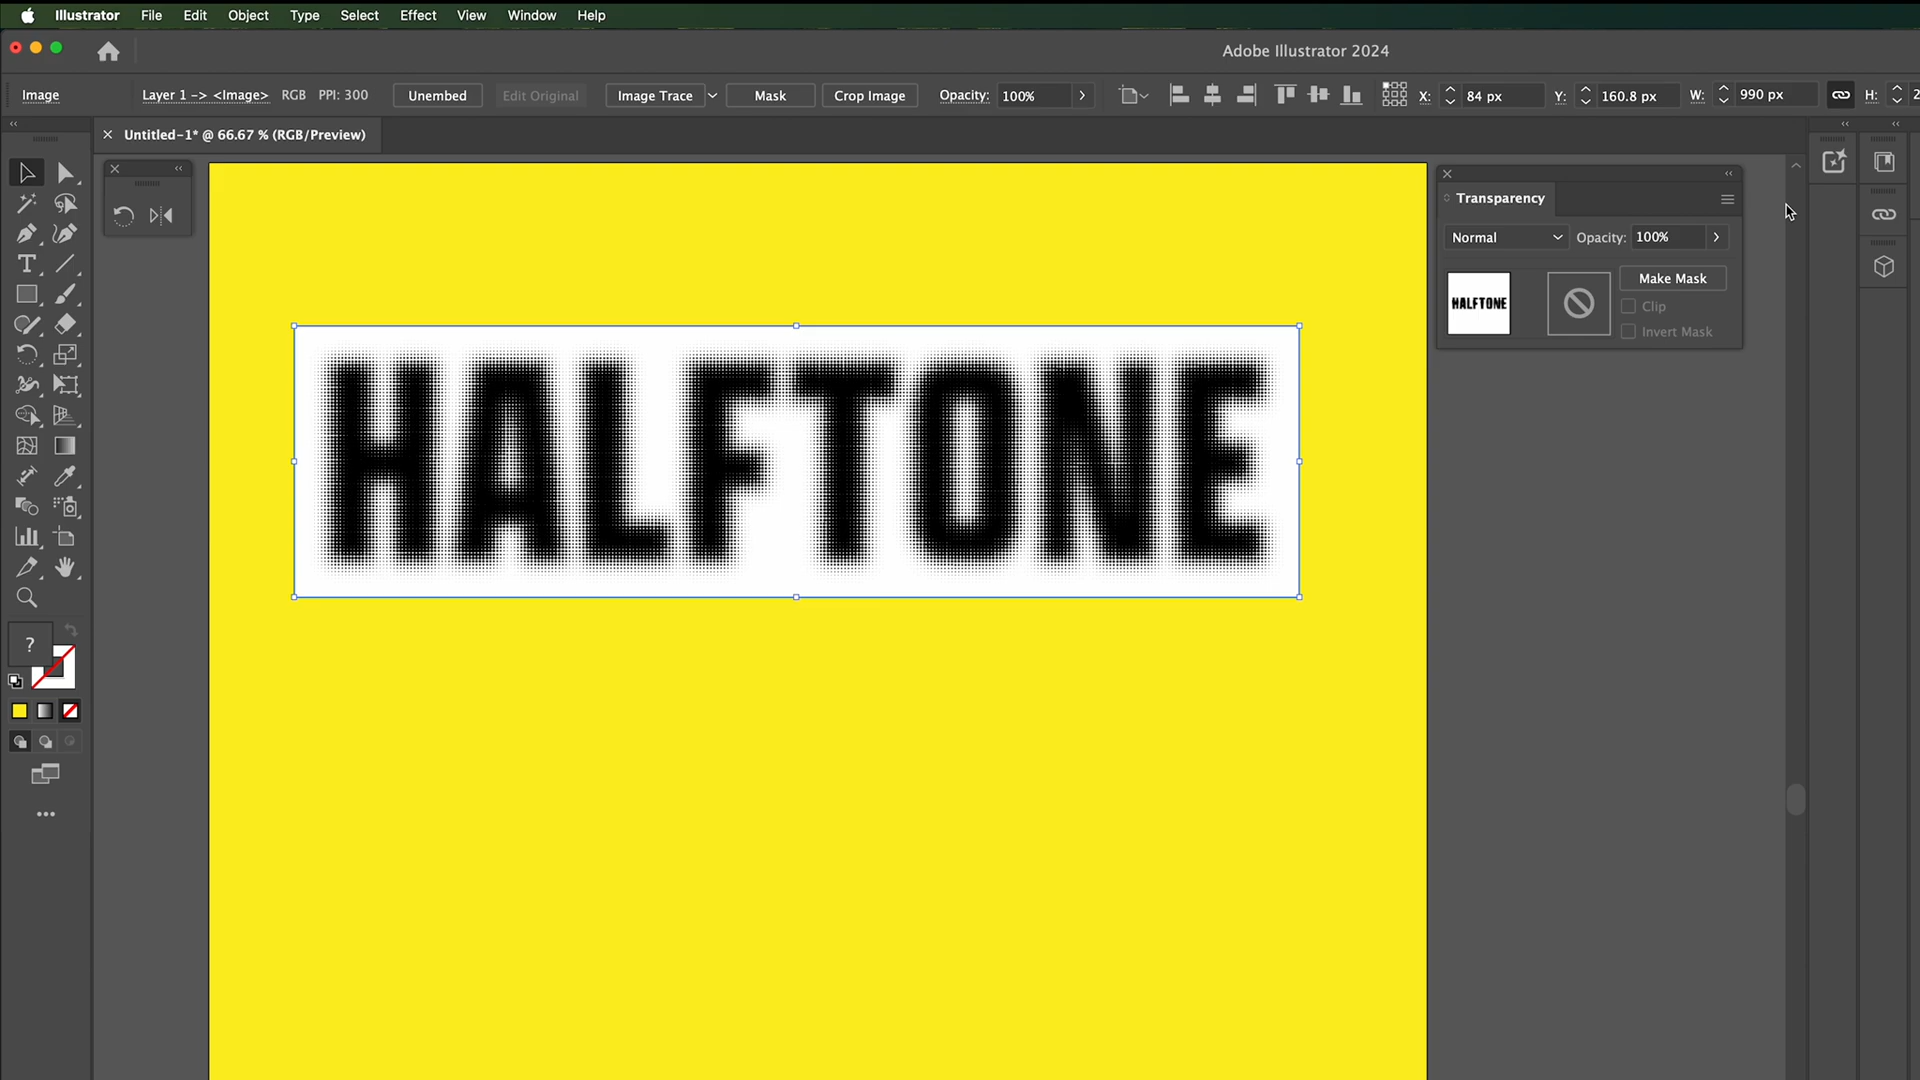 Illustrator File Edit Object Type Select Effect View Window Help
Adobe Illustrator 2024
Image Layer 1 -> <Image> RGB PPI: 300 Unembed Edit Original Image Trace Mask Crop Image Opacity: 100% X: 84 px Y: 160.8 px W: 990 px H: 2
Untitled-1* @ 66.67 % (RGB/Preview)
Transparency
Normal Opacity: 100%
Make Mask
HALFTONE
Clip
Invert Mask
HALFTONE
?